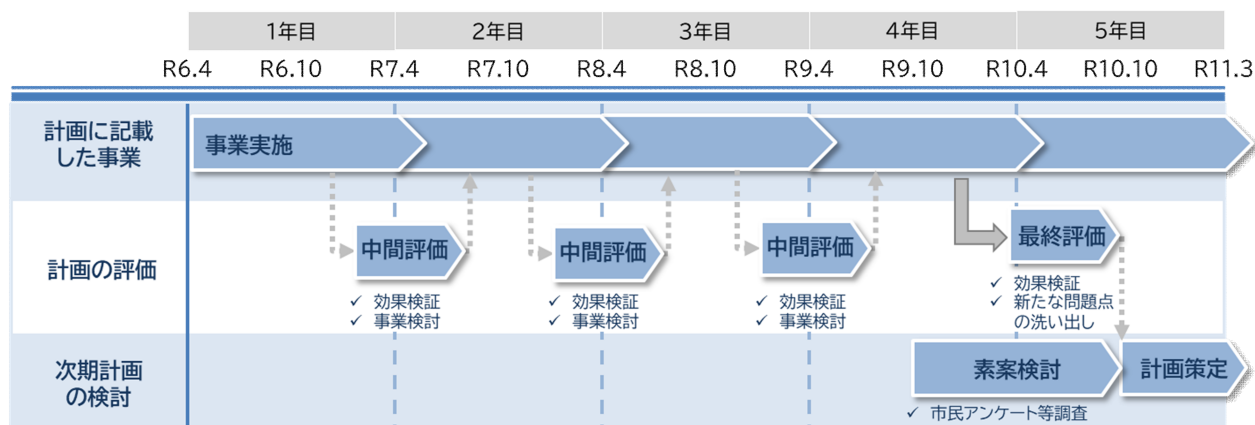 1年目 2年目 3年目 4年目 5年目
R6.4 R6.10 R7.4 R7.10 R8.4 R8.10 R9.4 R9.10 R10.4 R10.10 R11.3
計画に記載
した事業
事業実施
計画の評価
中間評価
✓ 効果検証
✓ 事業検討
中間評価
✓ 効果検証
✓ 事業検討
中間評価
✓ 効果検証
✓ 事業検討
最終評価
✓ 効果検証
✓ 新たな問題点
の洗い出し
次期計画
の検討
素案検討
✓ 市民アンケート等調査
計画策定